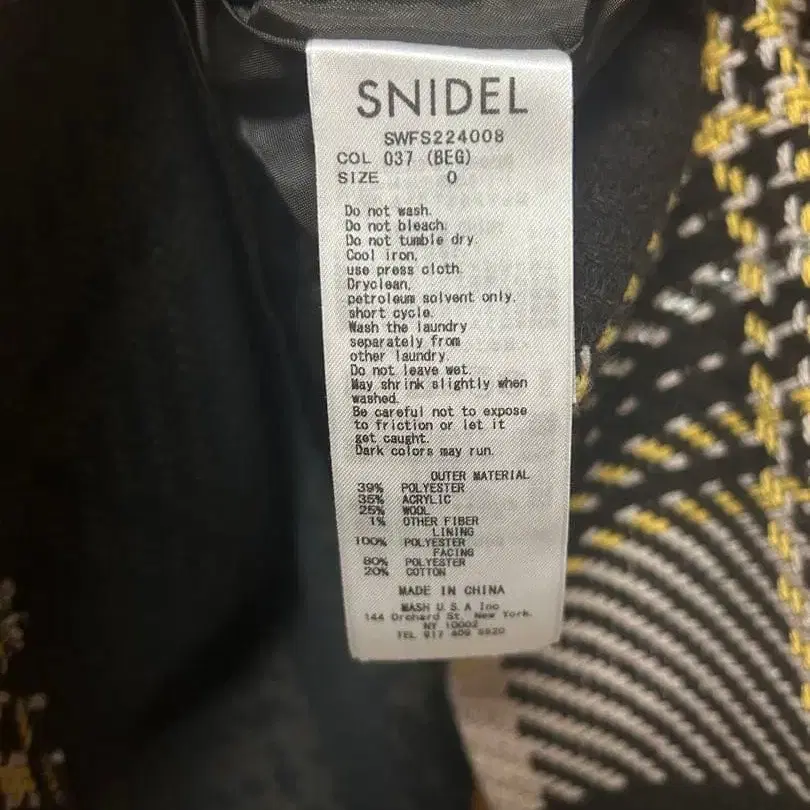 SNIDEL
SWFS224008
COL 037 (BEG)
SIZE 0
Do not wash.
Do not bleach.
Do not tumble dry.
Cool iron,
use press cloth.
Dryclean,
petroleum solvent only.
short cycle.
Wash the laundry
separately from
other laundry.
Do not leave wet.
May shrink slightly when
washed.
Be careful not to expose
to friction or let it
get caught.
Dark colors may run.
OUTER MATERIAL
39% POLYESTER
35% ACRYLIC
25% WOOL
1% OTHER FIBER
LINING
100% POLYESTER
FACING
80% POLYESTER
20% COTTON
MADE IN CHINA
MASH U.S.A Inc
144 Orchard St. New York.
NY 10002
TEL 917 409